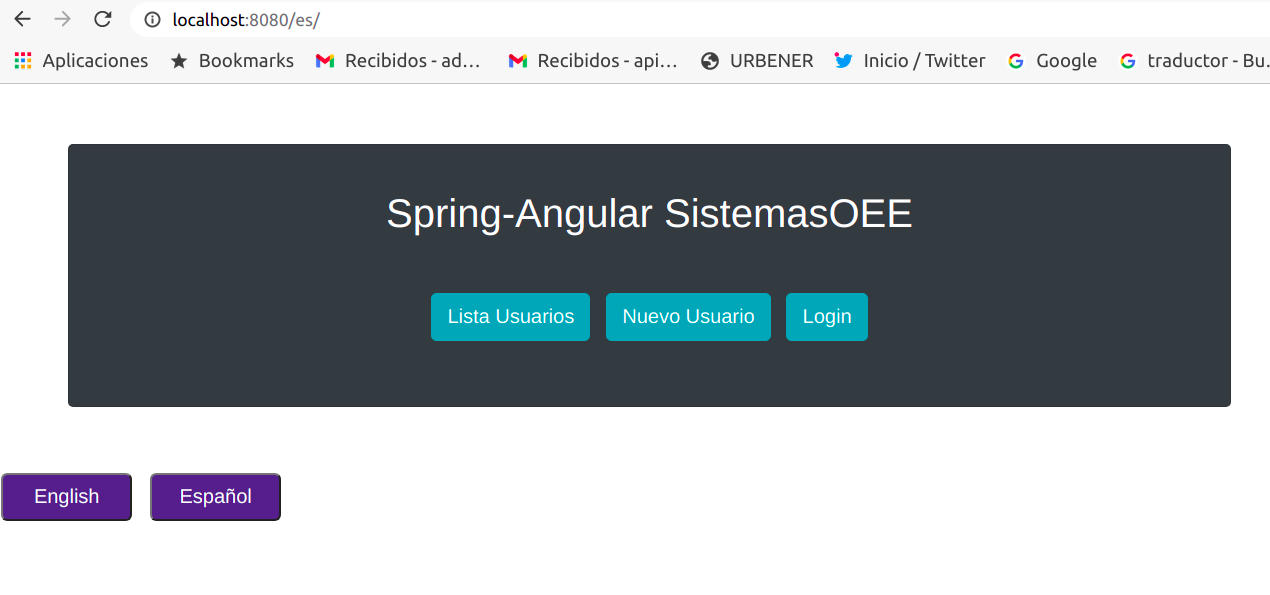 localhost:8080/es/
Aplicaciones Bookmarks Recibidos - ad... Recibidos - api... URBENER Inicio / Twitter Google traductor - Bu.
Spring-Angular SistemasOEE
Lista Usuarios Nuevo Usuario Login
English Español